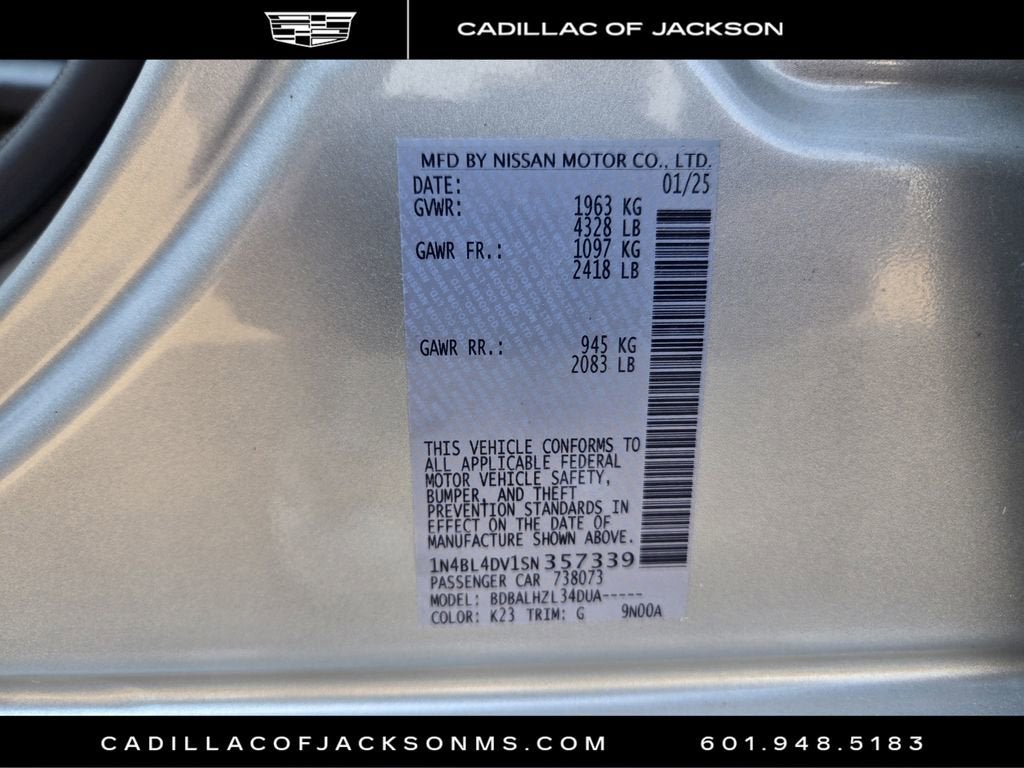 CADILLAC OF JACKSON
MFD BY NISSAN MOTOR CO., LTD.
DATE: 01/25
GVWR: 1963 KG
4328 LB
GAWR FR.: 1097 KG
2418 LB
GAWR RR.: 945 KG
2083 LB
THIS VEHICLE CONFORMS TO
ALL APPLICABLE FEDERAL
MOTOR VEHICLE SAFETY,
BUMPER, AND THEFT
PREVENTION STANDARDS IN
EFFECT ON THE DATE OF
MANUFACTURE SHOWN ABOVE.
1N4BL4DV1SN357339
PASSENGER CAR 738073
MODEL: BDBALHZL34DUA-----
COLOR: K23 TRIM: G 9N00A
CADILLACOFJACKSONMS.COM 601.948.5183